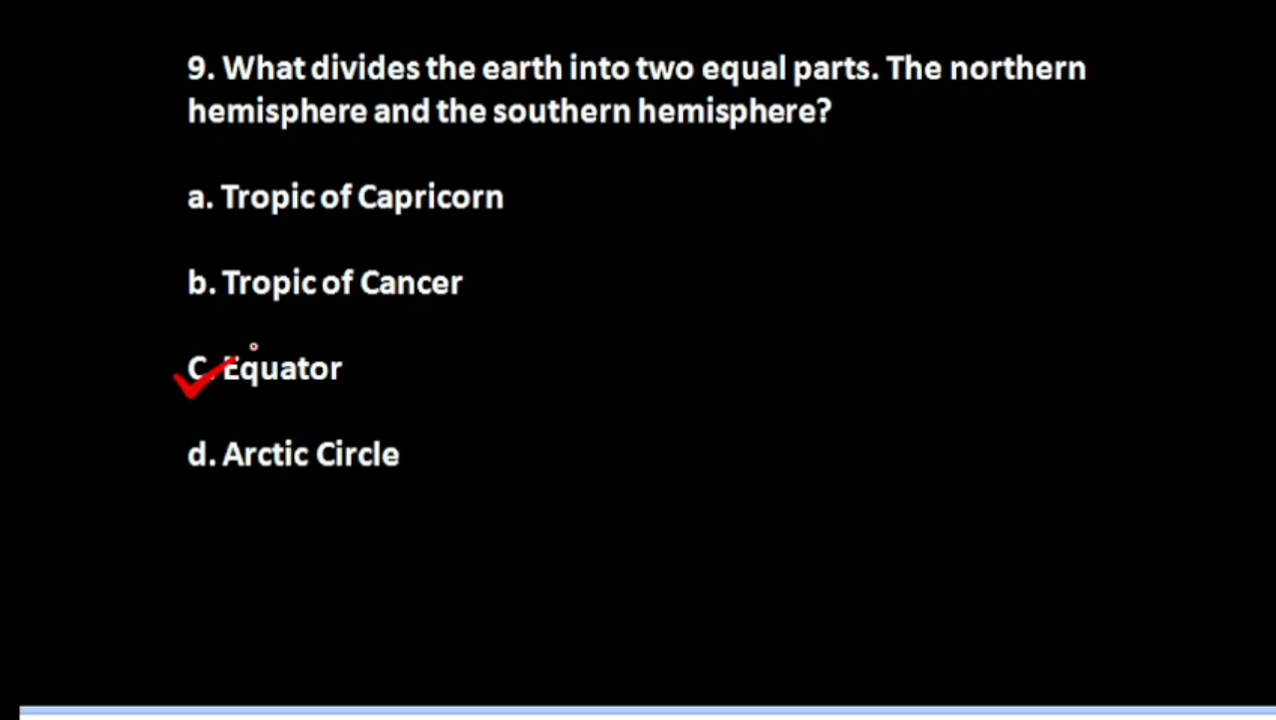 9. What divides the earth into two equal parts. The northern
hemisphere and the southern hemisphere?
a. Tropic of Capricorn
b. Tropic of Cancer
C. Equator
d. Arctic Circle